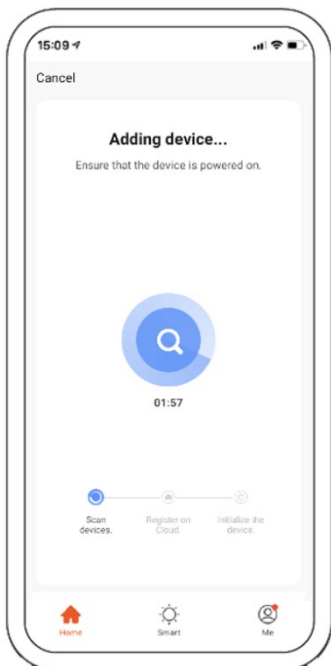 15:09
Cancel
Adding device...
Ensure that the device is powered on.
01:57
Scan devices.
Register on Cloud.
Initialize the device.
Home
Smart
Me